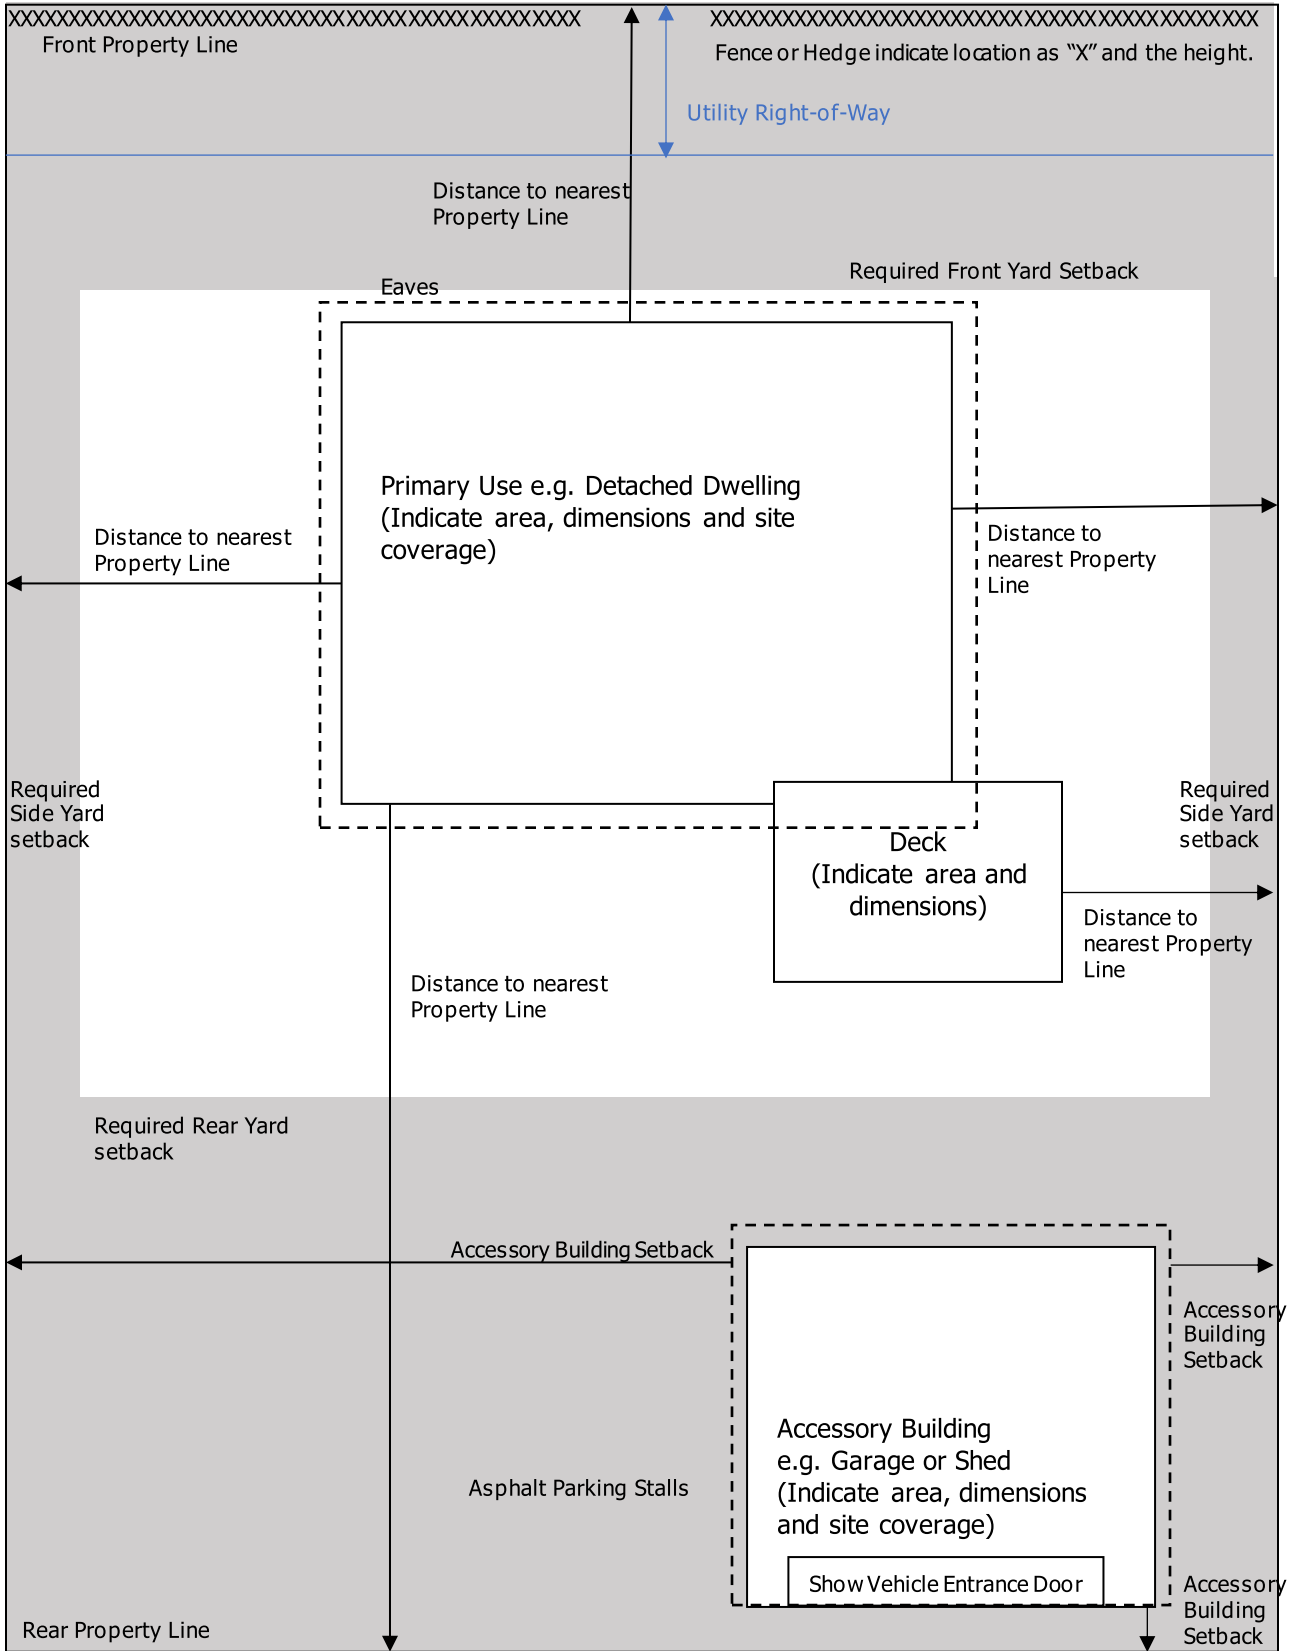 XXXXXXXXXXXXXXXXXXXXXXXXXXXXXXXXXXXXXXXXXXXXXX XXXXXXXXXXXXXXXXXXXXXXXXXXXXXXXXXXXXXXXXXXXX
Front Property Line
Fence or Hedge indicate location as “X” and the height.
Utility Right-of-Way
Distance to nearest
Property Line
Required Front Yard Setback
Eaves
Primary Use e.g. Detached Dwelling
(Indicate area, dimensions and site
coverage)
Distance to nearest
Property Line
Distance to
nearest Property
Line
Required
Side Yard
setback
Required
Side Yard
setback
Deck
(Indicate area and
dimensions)
Distance to
nearest Property
Line
Distance to nearest
Property Line
Required Rear Yard
setback
Accessory Building Setback
Accessory
Building
Setback
Accessory Building
e.g. Garage or Shed
(Indicate area, dimensions
and site coverage)
Asphalt Parking Stalls
Show Vehicle Entrance Door
Accessory
Building
Setback
Rear Property Line